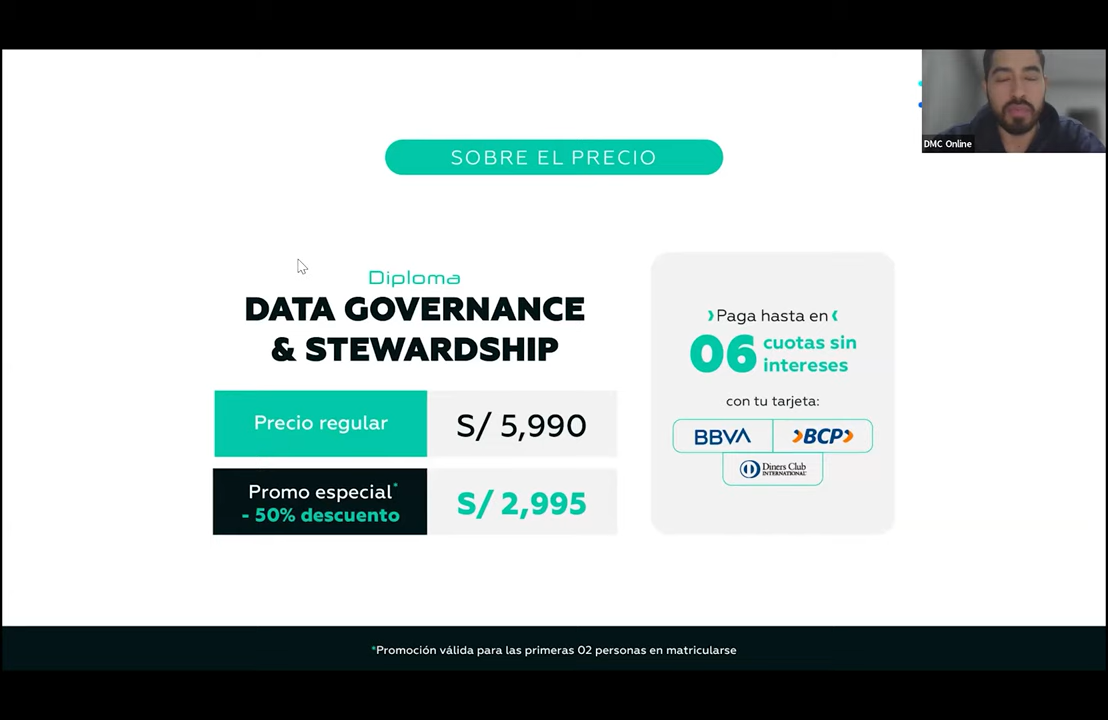 DMC Online
SOBRE EL PRECIO
Diploma
DATA GOVERNANCE
& STEWARDSHIP
Precio regular
S/ 5,990
Promo especial*
- 50% descuento
S/ 2,995
Paga hasta en
06 cuotas sin
intereses
con tu tarjeta:
BBVA
BCP
Diners Club
INTERNATIONAL
*Promoción válida para las primeras 02 personas en matricularse